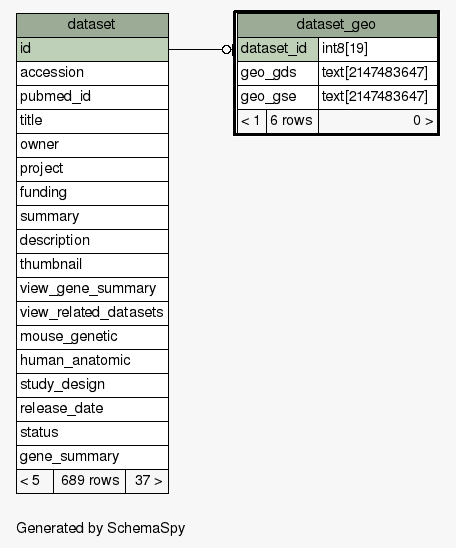 dataset
id
accession
pubmed_id
title
owner
project
funding
summary
description
thumbnail
view_gene_summary
view_related_datasets
mouse_genetic
human_anatomic
study_design
release_date
status
gene_summary
< 5 689 rows 37 >
dataset_geo
dataset_id int8[19]
geo_gds text[2147483647]
geo_gse text[2147483647]
< 1 6 rows 0 >
Generated by SchemaSpy